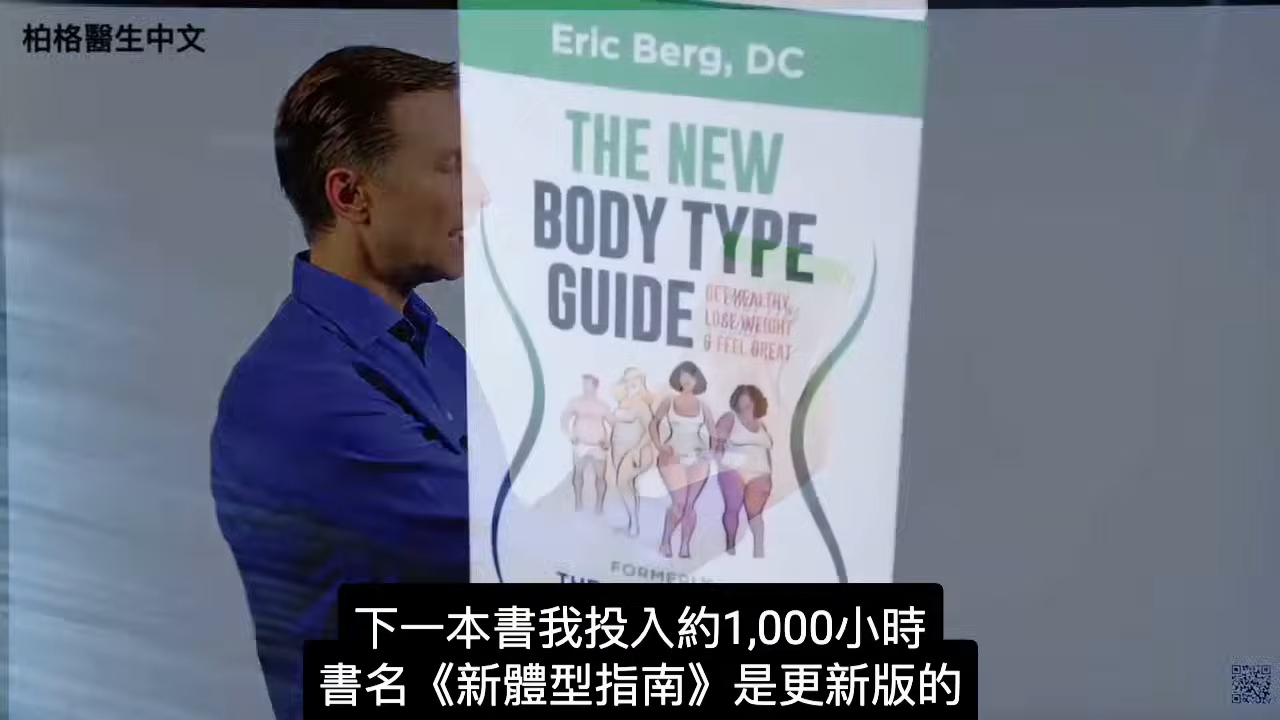 柏格醫生中文
Eric Berg, DC
THE NEW
BODY TYPE
GUIDE
GET HEALTHY,
LOSE WEIGHT
& FEEL GREAT
FORMERLY
下一本書我投入約1,000小時
書名《新體型指南》是更新版的